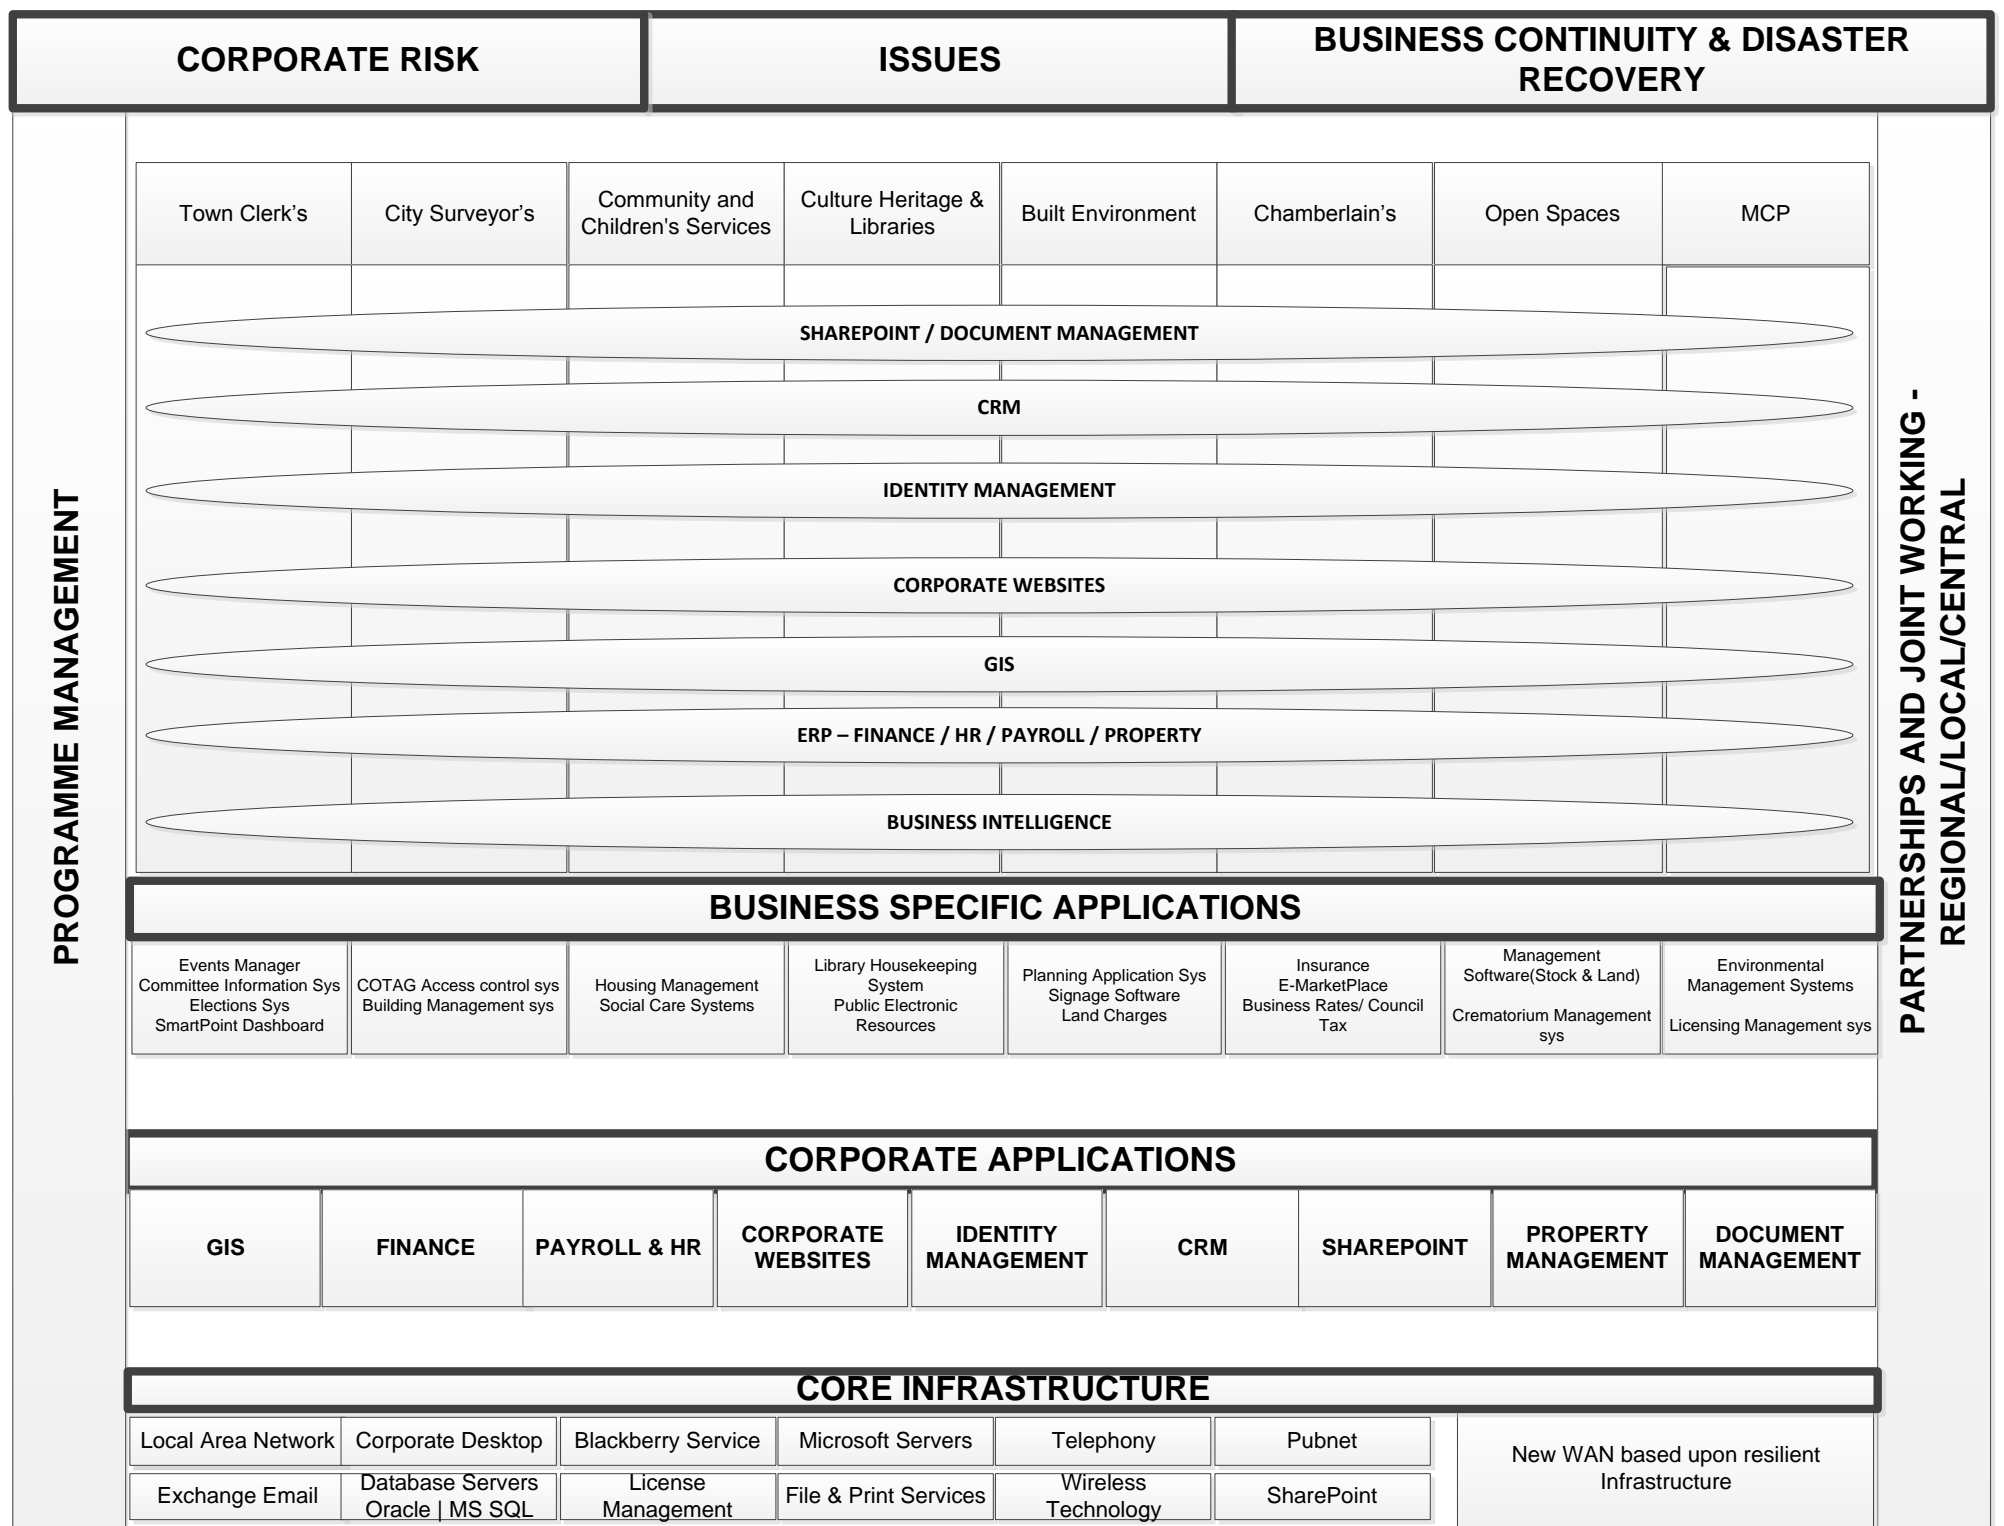 CORPORATE RISK
ISSUES
BUSINESS CONTINUITY & DISASTER
RECOVERY
PROGRAMME MANAGEMENT
Town Clerk's
City Surveyor's
Community and
Children's Services
Culture Heritage &
Libraries
Built Environment
Chamberlain's
Open Spaces
MCP
SHAREPOINT / DOCUMENT MANAGEMENT
CRM
IDENTITY MANAGEMENT
CORPORATE WEBSITES
GIS
ERP – FINANCE / HR / PAYROLL / PROPERTY
BUSINESS INTELLIGENCE
PARTNERSHIPS AND JOINT WORKING -
REGIONAL/LOCAL/CENTRAL
BUSINESS SPECIFIC APPLICATIONS
Events Manager
Committee Information Sys
Elections Sys
SmartPoint Dashboard
COTAG Access control sys
Building Management sys
Housing Management
Social Care Systems
Library Housekeeping
System
Public Electronic
Resources
Planning Application Sys
Signage Software
Land Charges
Insurance
E-MarketPlace
Business Rates/ Council
Tax
Management
Software(Stock & Land)
Crematorium Management
sys
Environmental
Management Systems
Licensing Management sys
CORPORATE APPLICATIONS
GIS
FINANCE
PAYROLL & HR
CORPORATE
WEBSITES
IDENTITY
MANAGEMENT
CRM
SHAREPOINT
PROPERTY
MANAGEMENT
DOCUMENT
MANAGEMENT
CORE INFRASTRUCTURE
Local Area Network
Corporate Desktop
Blackberry Service
Microsoft Servers
Telephony
Pubnet
New WAN based upon resilient
Infrastructure
Exchange Email
Database Servers
Oracle | MS SQL
License
Management
File & Print Services
Wireless
Technology
SharePoint